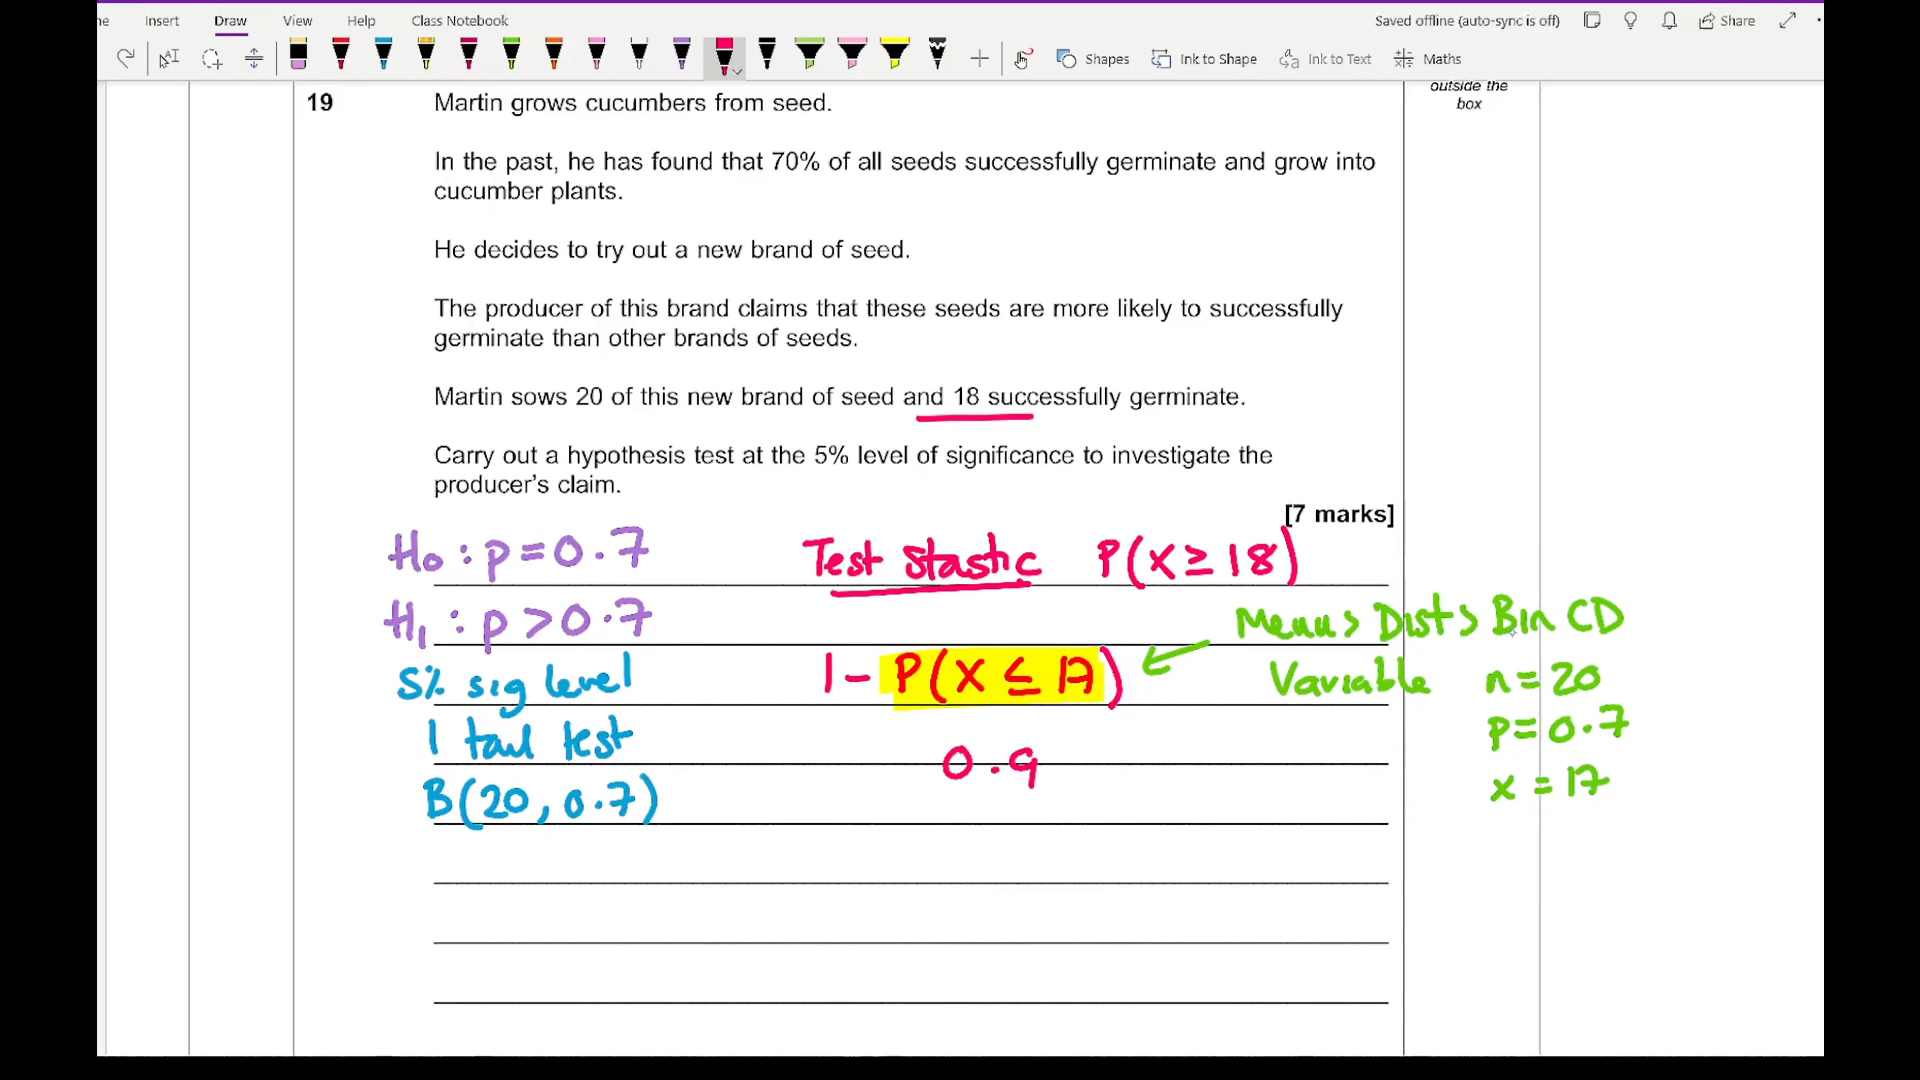 ne Insert Draw View Help Class Notebook Saved offline (auto-sync is off) Share
Shapes Ink to Shape Ink to Text Maths
outside the
box
19 Martin grows cucumbers from seed.
In the past, he has found that 70% of all seeds successfully germinate and grow into
cucumber plants.
He decides to try out a new brand of seed.
The producer of this brand claims that these seeds are more likely to successfully
germinate than other brands of seeds.
Martin sows 20 of this new brand of seed and 18 successfully germinate.
Carry out a hypothesis test at the 5% level of significance to investigate the
producer's claim.
[7 marks]
H₀ : p = 0.7 Test Stastic P(X ≥ 18)
H₁ : p > 0.7 Menu > Dist > Bin CD
5% sig level 1 - P(X ≤ 17) Variable n = 20
1 tail test p = 0.7
0.9
B(20, 0.7) x = 17